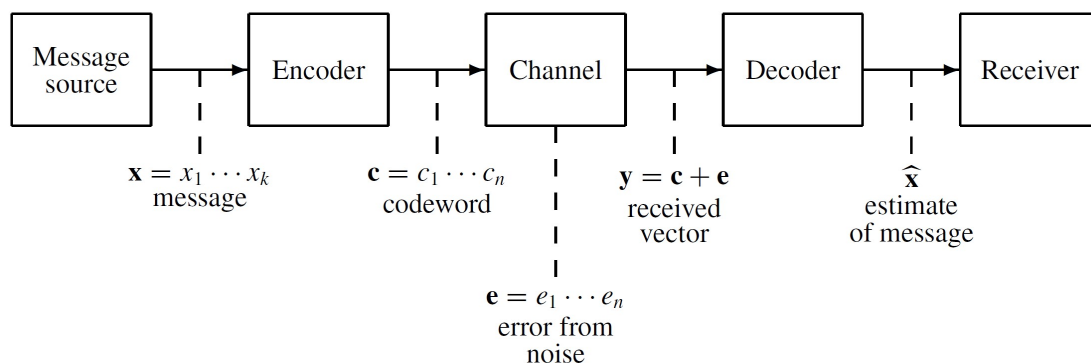 Message
source
Encoder
Channel
Decoder
Receiver
x = x₁ ⋯ xₖ
message
c = c₁ ⋯ cₙ
codeword
y = c + e
received
vector
x̂
estimate
of message
e = e₁ ⋯ eₙ
error from
noise